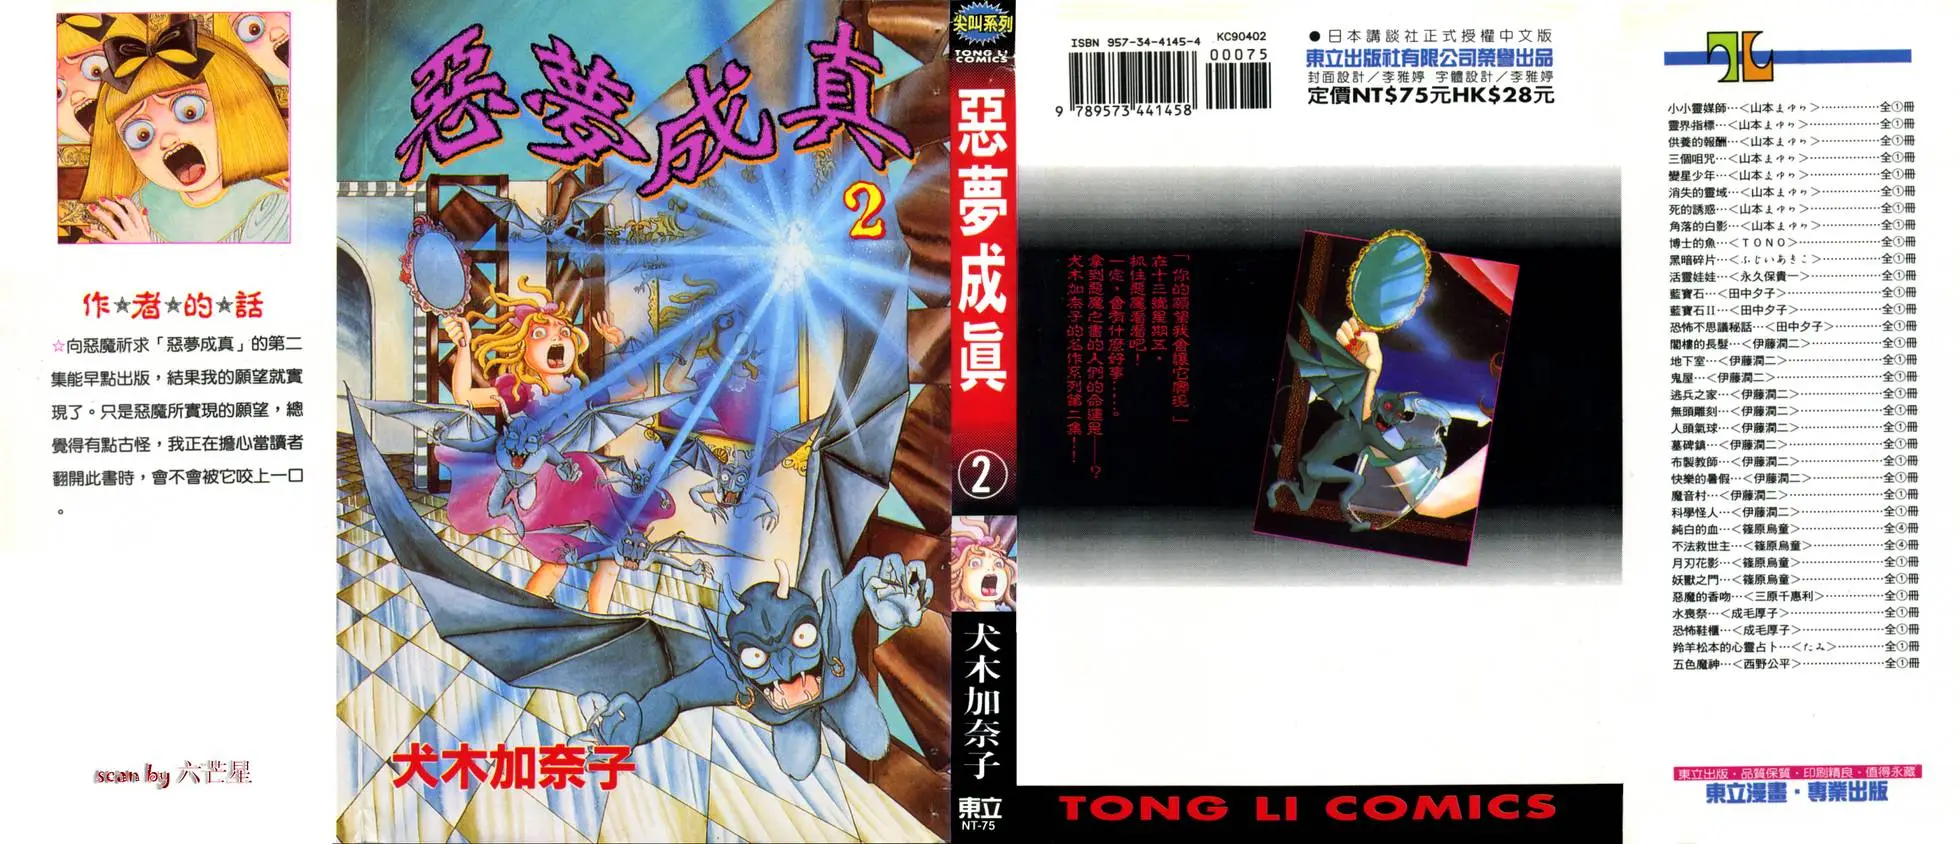 作★者★的★話
☆向惡魔祈求「惡夢成真」的第二
集能早點出版，結果我的願望就實
現了。只是惡魔所實現的願望，總
覺得有點古怪，我正在擔心當讀者
翻開此書時，會不會被它咬上一口
。
scan by 六芒星
惡夢成真
2
犬木加奈子
尖叫系列
TONG LI
COMICS
惡夢成眞
②
犬木加奈子
東立
NT-75
ISBN 957-34-4145-4
KC90402
00075
9 789573 441458
●日本講談社正式授權中文版
東立出版社有限公司榮譽出品
封面設計／李雅婷 字體設計／李雅婷
定價NT$75元HK$28元
「你的願望我會讓它實現」
在十三號星期五，
抓住惡魔看看吧！
一定，會有什麼好事……。
拿到惡魔之書的人們的命運是——？
犬木加奈子的名作系列第二集！！
TONG LI COMICS
小小靈媒師…<山本まゆり>……………全①冊
靈界指標…<山本まゆり>………………全①冊
供養的報酬…<山本まゆり>……………全①冊
三個咀咒…<山本まゆり>………………全①冊
變星少年…<山本まゆり>………………全①冊
消失的靈域…<山本まゆり>……………全①冊
死的誘惑…<山本まゆり>………………全①冊
角落的白影…<山本まゆり>……………全①冊
博士的魚…<TONO>…………………全①冊
黑暗碎片…<ふじいあきこ>……………全①冊
活靈娃娃…<永久保貴一>………………全①冊
藍寶石…<田中夕子>……………………全①冊
藍寶石II…<田中夕子>…………………全①冊
恐怖不思議秘話…<田中夕子>…………全①冊
閣樓的長髮…<伊藤潤二>………………全①冊
地下室…<伊藤潤二>……………………全①冊
鬼屋…<伊藤潤二>………………………全①冊
逃兵之家…<伊藤潤二>…………………全①冊
無頭雕刻…<伊藤潤二>…………………全①冊
人頭氣球…<伊藤潤二>…………………全①冊
墓碑鎮…<伊藤潤二>……………………全①冊
布製教師…<伊藤潤二>…………………全①冊
快樂的暑假…<伊藤潤二>………………全①冊
魔音村…<伊藤潤二>……………………全①冊
科學怪人…<伊藤潤二>…………………全①冊
純白的血…<篠原烏童>…………………全④冊
不法救世主…<篠原烏童>………………全④冊
月刃花影…<篠原烏童>…………………全①冊
妖獸之門…<篠原烏童>…………………全①冊
惡魔的香吻…<三原千惠利>……………全①冊
水喪祭…<成毛厚子>……………………全①冊
恐怖鞋櫃…<成毛厚子>…………………全①冊
羚羊松本的心靈占卜…<たみ>…………全①冊
五色魔神…<西野公平>…………………全①冊
東立出版・品質保質・印刷精良・值得永藏
東立漫畫・專業出版